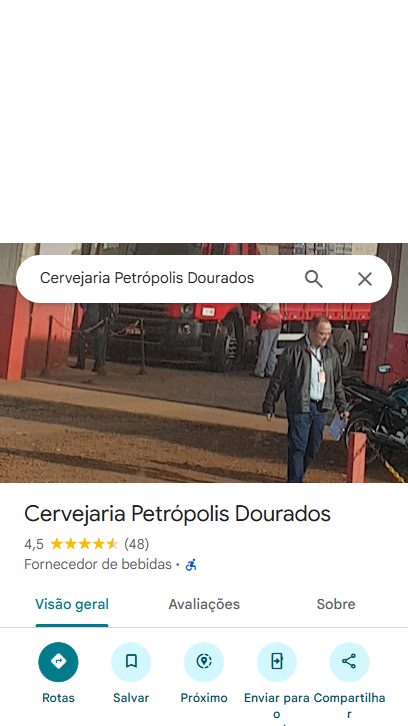 Cervejaria Petrópolis Dourados
Cervejaria Petrópolis Dourados
4,5 (48)
Fornecedor de bebidas ·
Visão geral Avaliações Sobre
Rotas Salvar Próximo Enviar para o Compartilhar